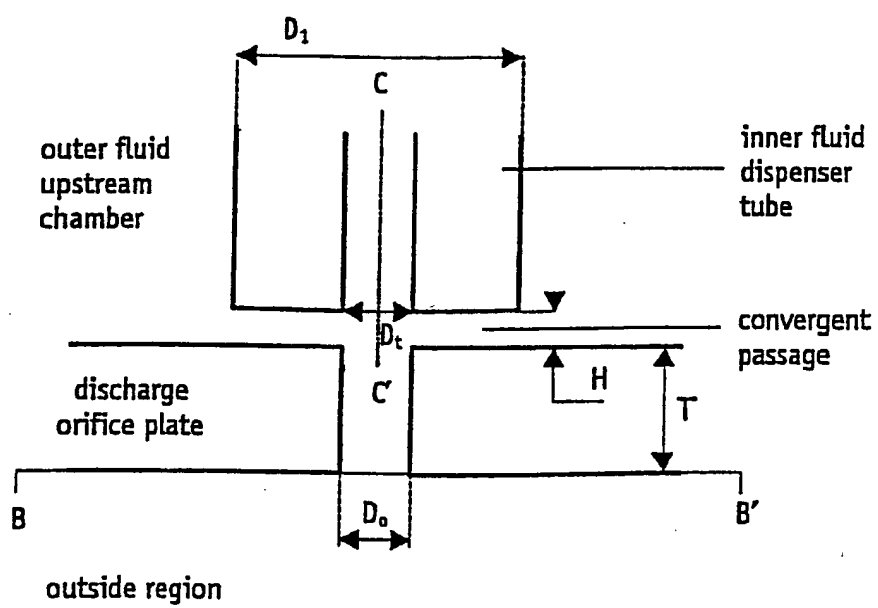 D₁
C
outer fluid
upstream
chamber
inner fluid
dispenser
tube
Dₜ
convergent
passage
C′
H
T
discharge
orifice plate
B
Dₒ
B′
outside region